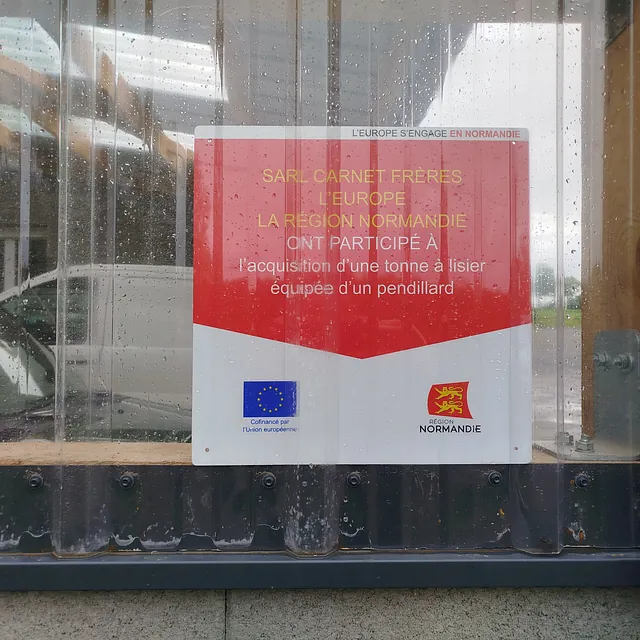 L'EUROPE S'ENGAGE EN NORMANDIE
SARL CARNET FRÈRES
L'EUROPE
LA RÉGION NORMANDIE
ONT PARTICIPÉ À
l'acquisition d'une tonne à lisier
équipée d'un pendillard
Cofinancé par
l'Union européenne
RÉGION
NORMANDIE